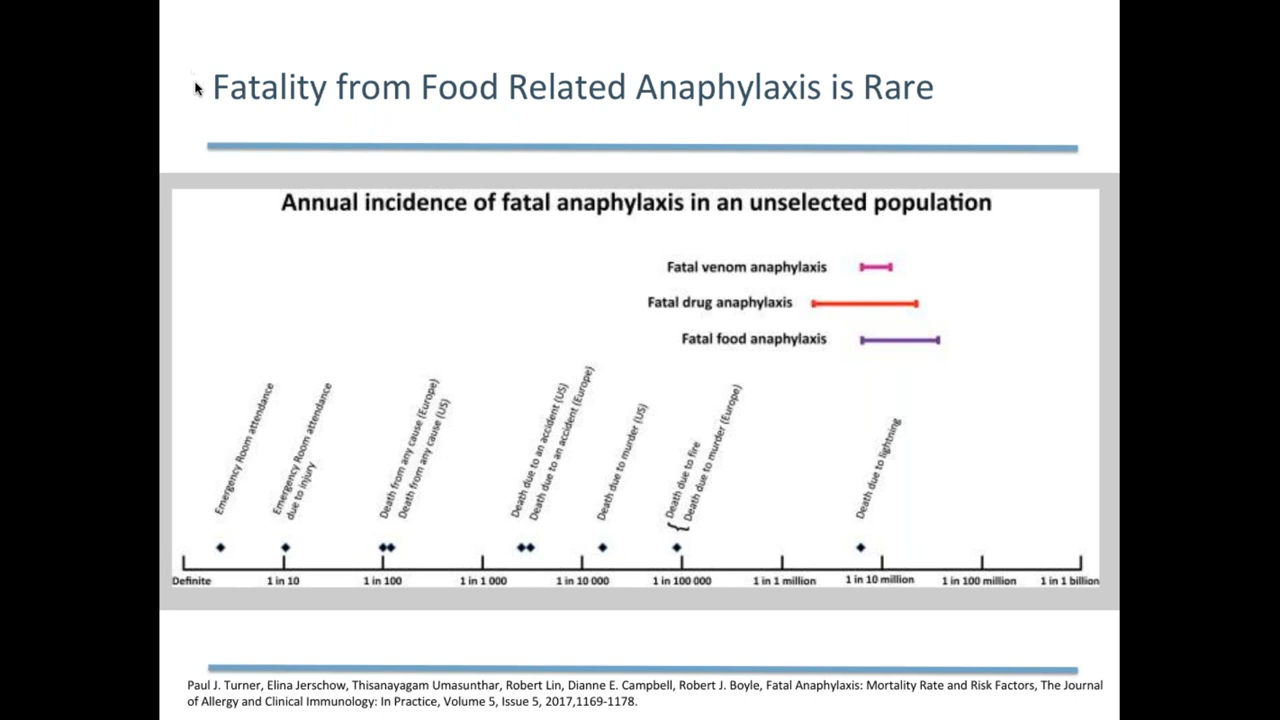 Fatality from Food Related Anaphylaxis is Rare
Annual incidence of fatal anaphylaxis in an unselected population
Fatal venom anaphylaxis
Fatal drug anaphylaxis
Fatal food anaphylaxis
Emergency Room attendance
Emergency Room attendance
due to injury
Death from any cause (Europe)
Death from any cause (US)
Death due to an accident (US)
Death due to an accident (Europe)
Death due to murder (US)
Death due to fire
Death due to murder (Europe)
Death due to lightning
Definite
1 in 10
1 in 100
1 in 1 000
1 in 10 000
1 in 100 000
1 in 1 million
1 in 10 million
1 in 100 million
1 in 1 billion
Paul J. Turner, Elina Jerschow, Thisanayagam Umasunthar, Robert Lin, Dianne E. Campbell, Robert J. Boyle, Fatal Anaphylaxis: Mortality Rate and Risk Factors, The Journal
of Allergy and Clinical Immunology: In Practice, Volume 5, Issue 5, 2017,1169-1178.